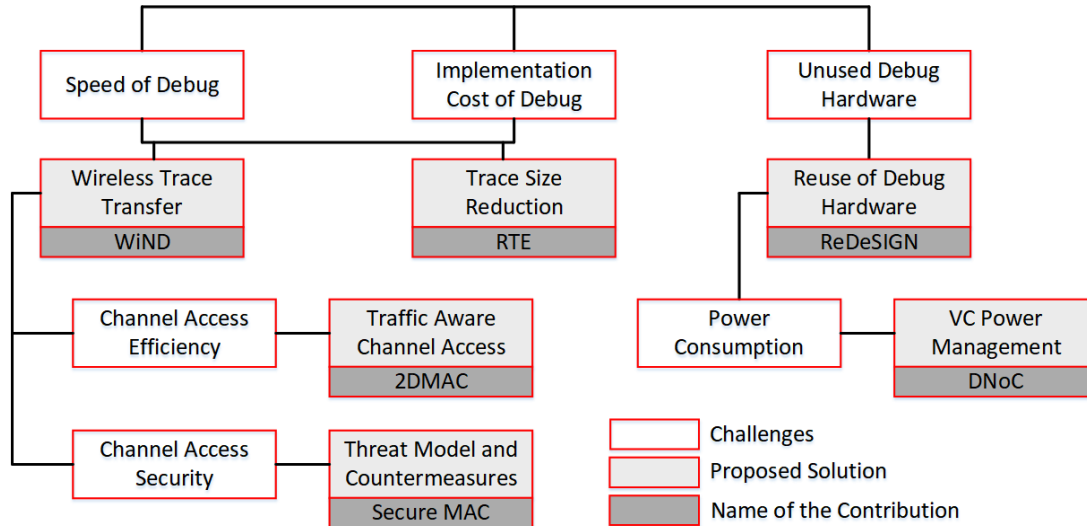 Speed of Debug
Implementation
Cost of Debug
Unused Debug
Hardware
Wireless Trace
Transfer
WiND
Trace Size
Reduction
RTE
Reuse of Debug
Hardware
ReDeSIGN
Channel Access
Efficiency
Traffic Aware
Channel Access
2DMAC
Power
Consumption
VC Power
Management
DNoC
Channel Access
Security
Threat Model and
Countermeasures
Secure MAC
Challenges
Proposed Solution
Name of the Contribution